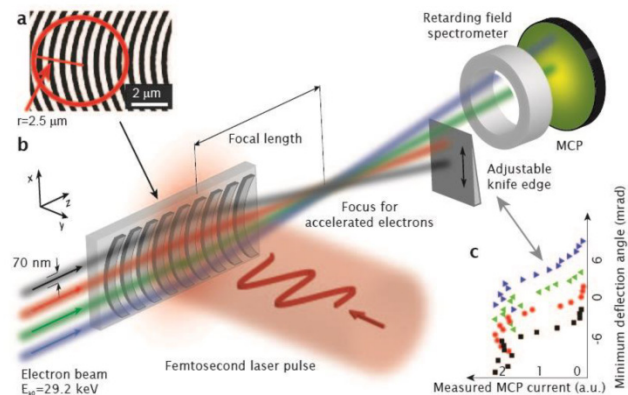 a
2 μm
r=2.5 μm
b
Focal length
Retarding field
spectrometer
MCP
Adjustable
knife edge
Focus for
accelerated electrons
x
z
y
70 nm
Electron beam
Ek0=29.2 keV
Femtosecond laser pulse
c
6
0
-6
Minimum deflection angle (mrad)
2 1 0
Measured MCP current (a.u.)